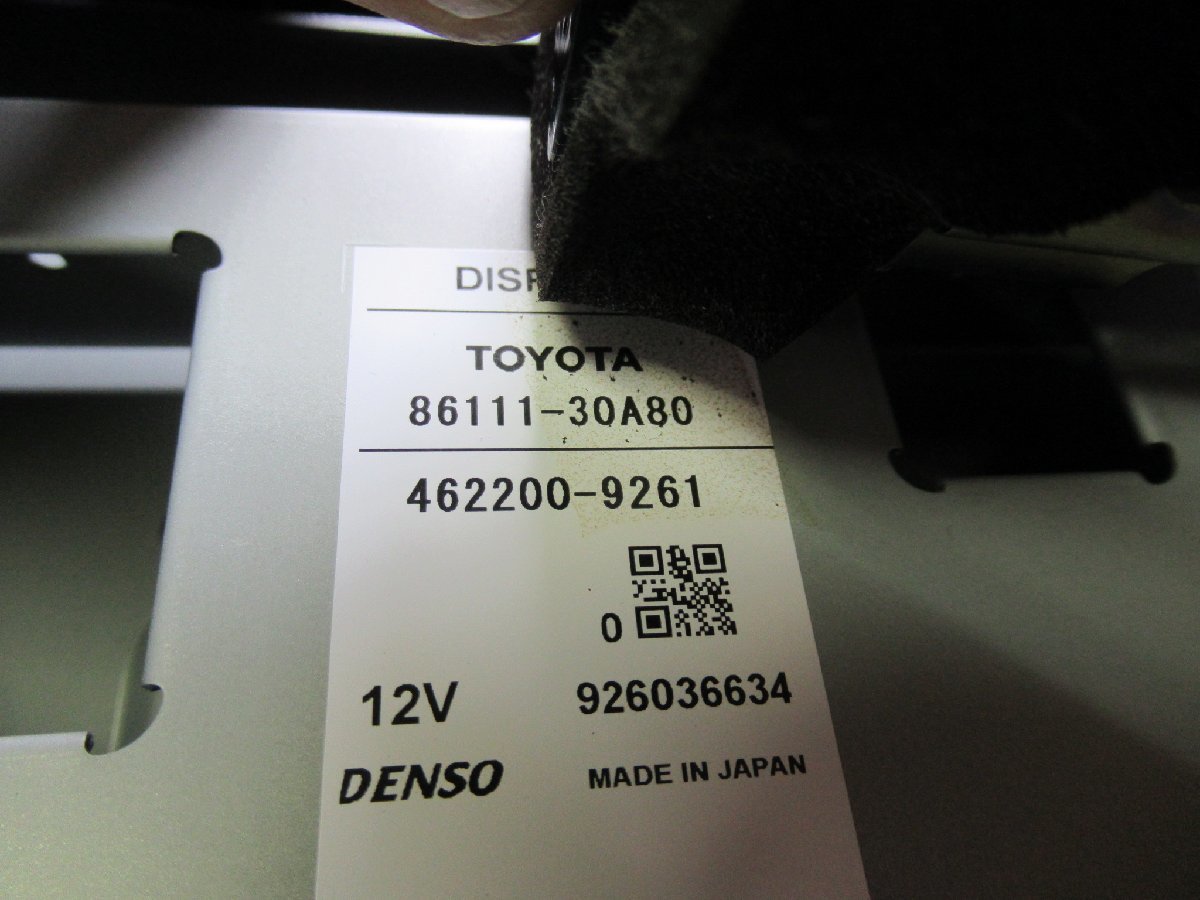 TOYOTA
86111-30A80
462200-9261
0
12V 926036634
DENSO MADE IN JAPAN